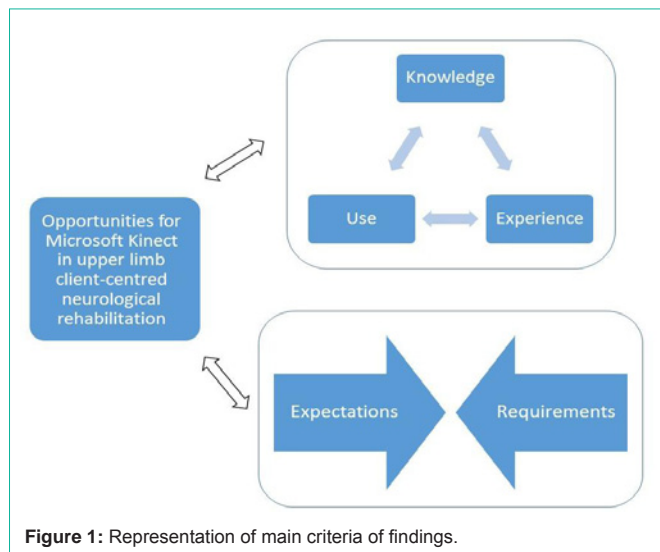 Knowledge
Use
Experience
Opportunities for
Microsoft Kinect
in upper limb
client-centred
neurological
rehabilitation
Expectations
Requirements
Figure 1: Representation of main criteria of findings.